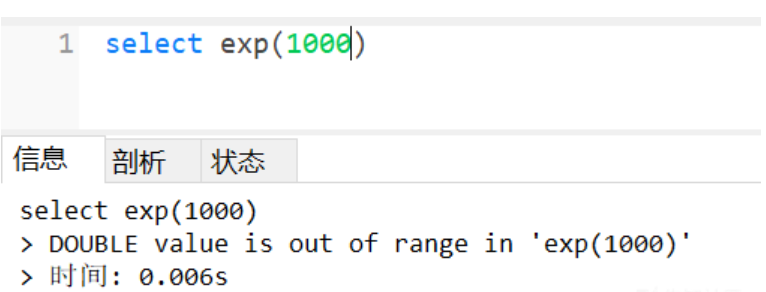 1 select exp(1000)
信息 剖析 状态
select exp(1000)
> DOUBLE value is out of range in 'exp(1000)'
> 时间: 0.006s